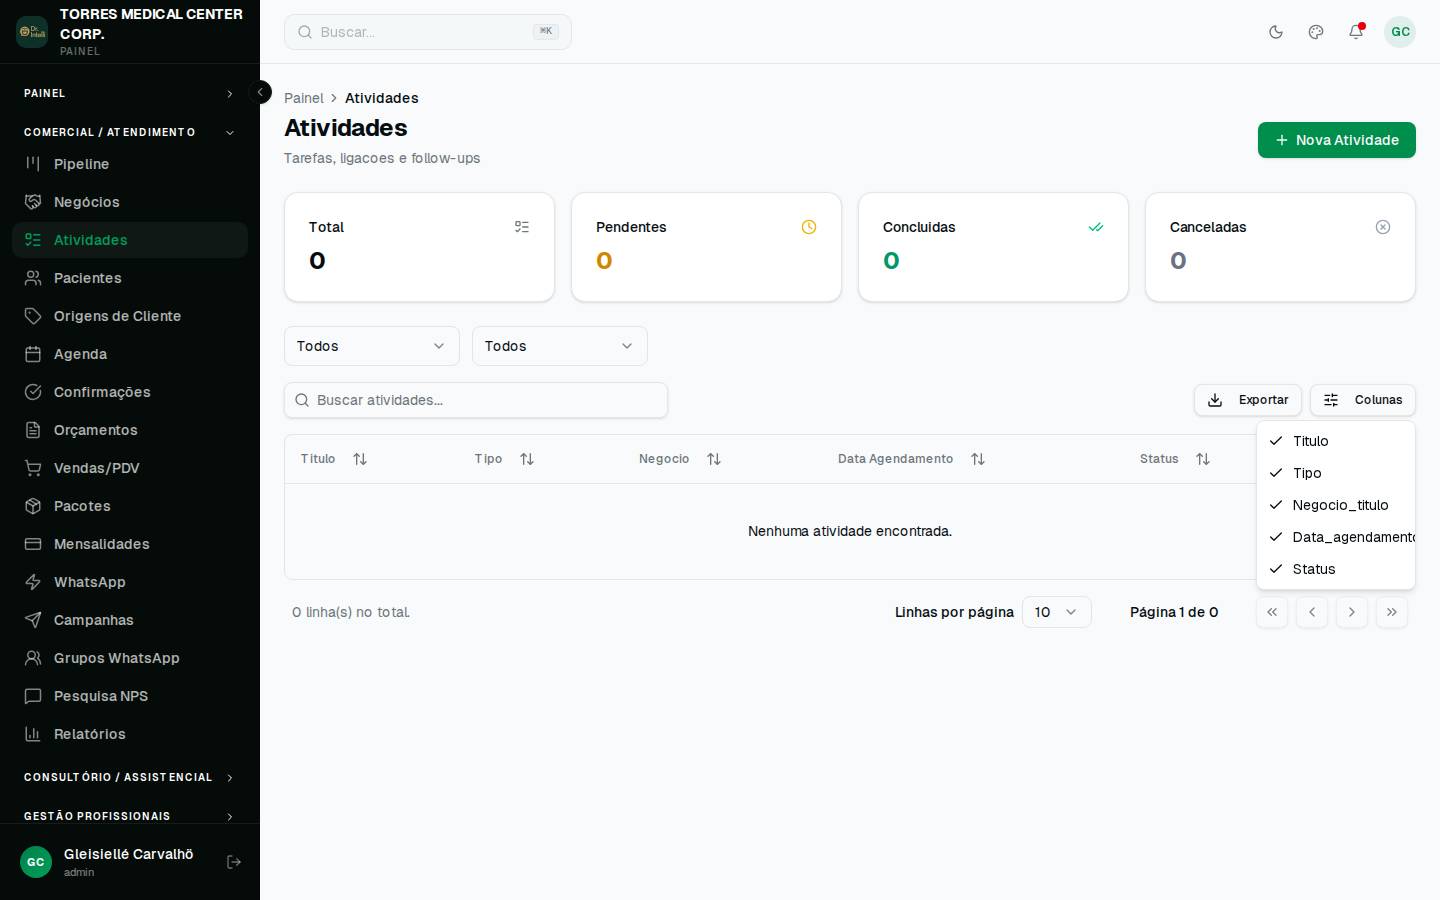 Dr. Intelli
TORRES MEDICAL CENTER
CORP.
PAINEL
Buscar...
⌘K
GC
PAINEL
COMERCIAL / ATENDIMENTO
Pipeline
Negócios
Atividades
Pacientes
Origens de Cliente
Agenda
Confirmações
Orçamentos
Vendas/PDV
Pacotes
Mensalidades
WhatsApp
Campanhas
Grupos WhatsApp
Pesquisa NPS
Relatórios
CONSULTÓRIO / ASSISTENCIAL
GESTÃO PROFISSIONAIS
GC
Gleisiellé Carvalhö
admin
Painel > Atividades
Atividades
Tarefas, ligacoes e follow-ups
+ Nova Atividade
Total
0
Pendentes
0
Concluidas
0
Canceladas
0
Todos
Todos
Buscar atividades...
Exportar
Colunas
Titulo
Tipo
Negocio_titulo
Data_agendamento
Status
Titulo Tipo Negocio Data Agendamento Status
Nenhuma atividade encontrada.
0 linha(s) no total.
Linhas por página 10
Página 1 de 0